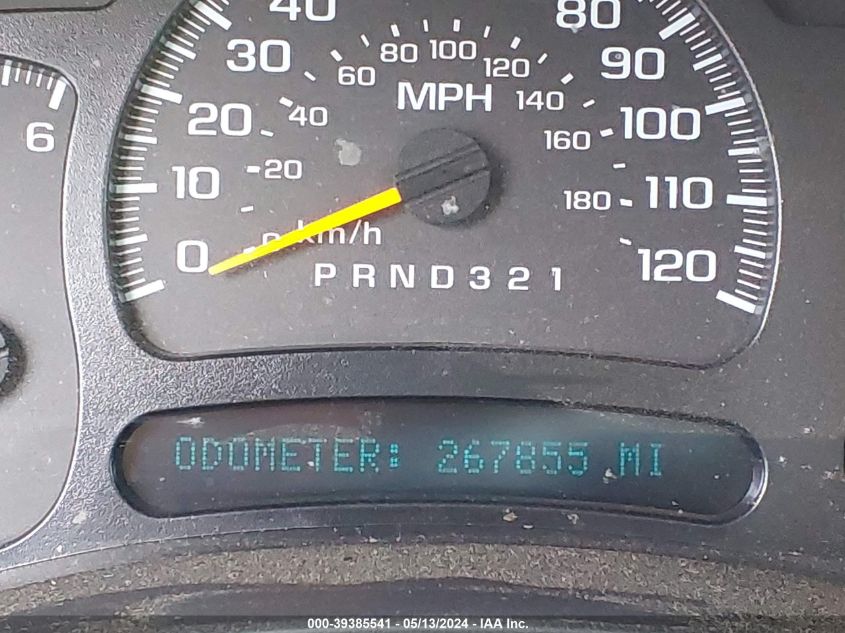 40 80
30 60 80 100 120 90
MPH
20 40 140 100
6 160
10 20 180 110
0 0 km/h 120
P R N D 3 2 1
ODOMETER: 267855 MI
000-39385541 - 05/13/2024 - IAA Inc.